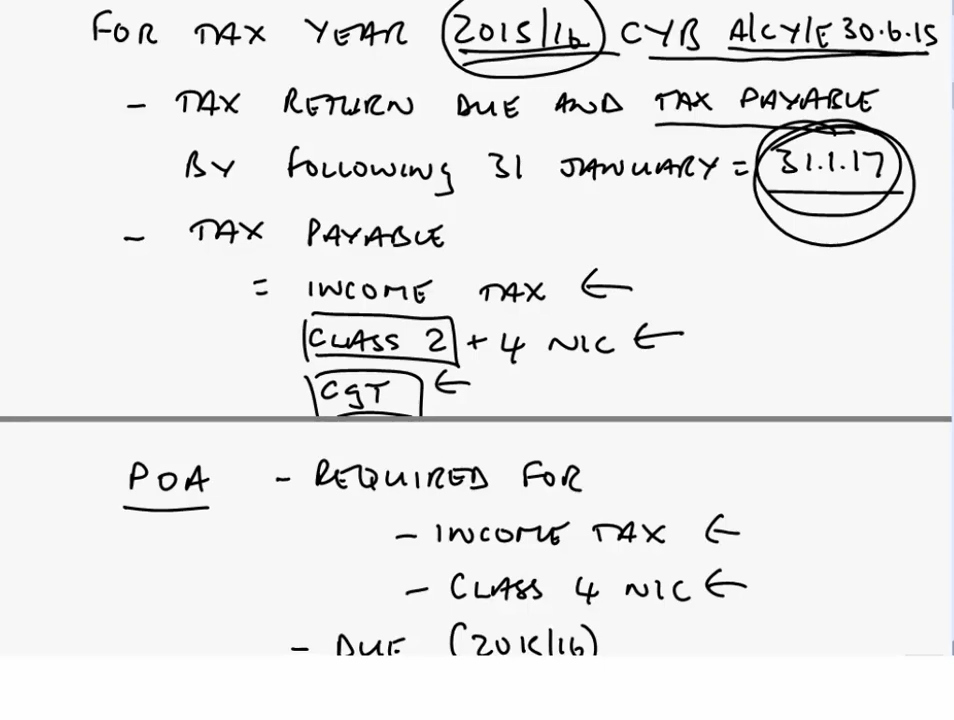 FOR TAX YEAR 2015/16 CYB A/C Y/E 30.6.15
- TAX RETURN DUE AND TAX PAYABLE
BY FOLLOWING 31 JANUARY = 31.1.17
- TAX PAYABLE
= INCOME TAX ←
CLASS 2 + 4 NIC ←
CGT ←
POA - REQUIRED FOR
- INCOME TAX ←
- CLASS 4 NIC ←
- DUE (2015/16)